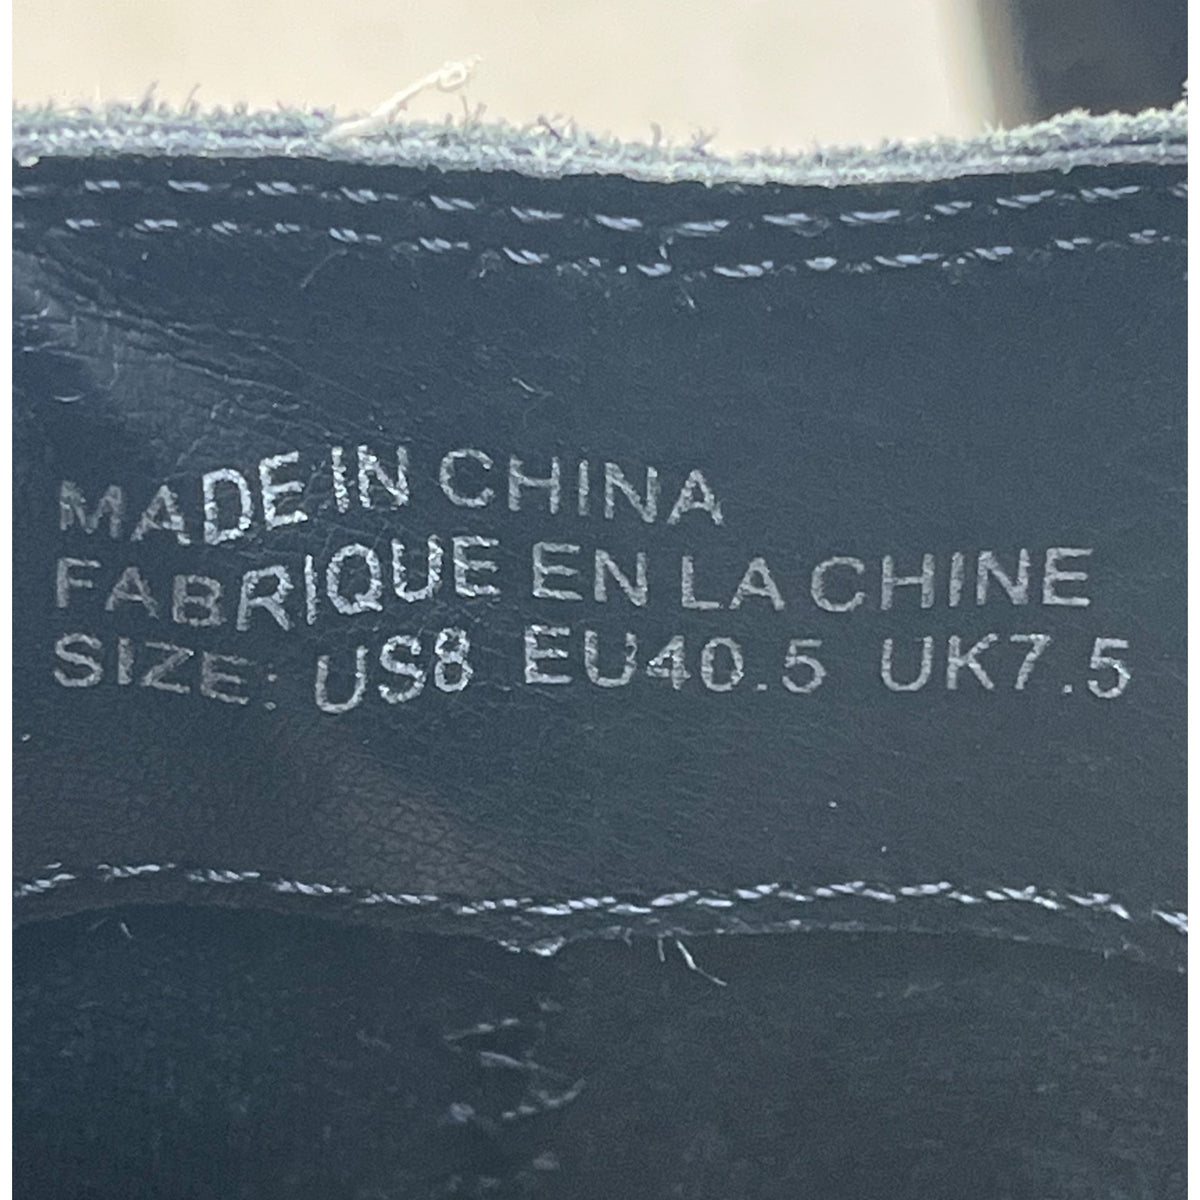 MADE IN CHINA
FABRIQUE EN LA CHINE
SIZE: US8 EU40.5 UK7.5